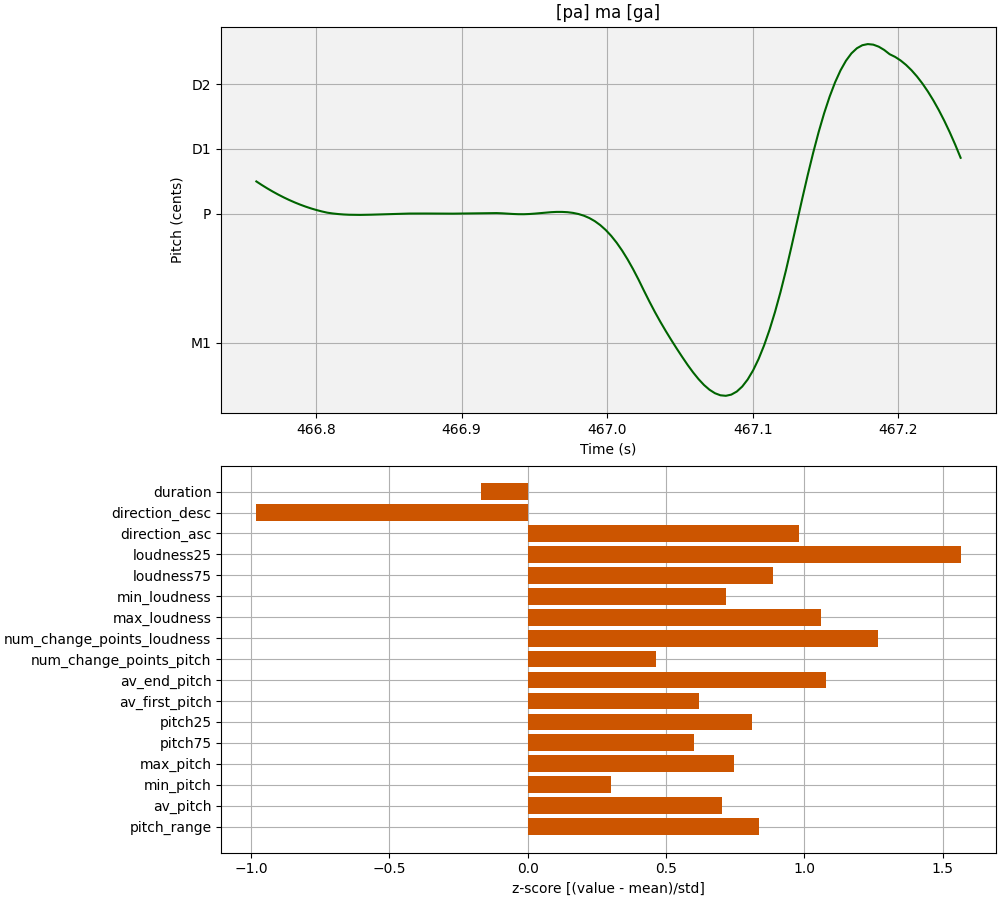 [pa] ma [ga]
D2
D1
P
M1
Pitch (cents)
466.8 466.9 467.0 467.1 467.2
Time (s)
duration
direction_desc
direction_asc
loudness25
loudness75
min_loudness
max_loudness
num_change_points_loudness
num_change_points_pitch
av_end_pitch
av_first_pitch
pitch25
pitch75
max_pitch
min_pitch
av_pitch
pitch_range
−1.0 −0.5 0.0 0.5 1.0 1.5
z-score [(value - mean)/std]